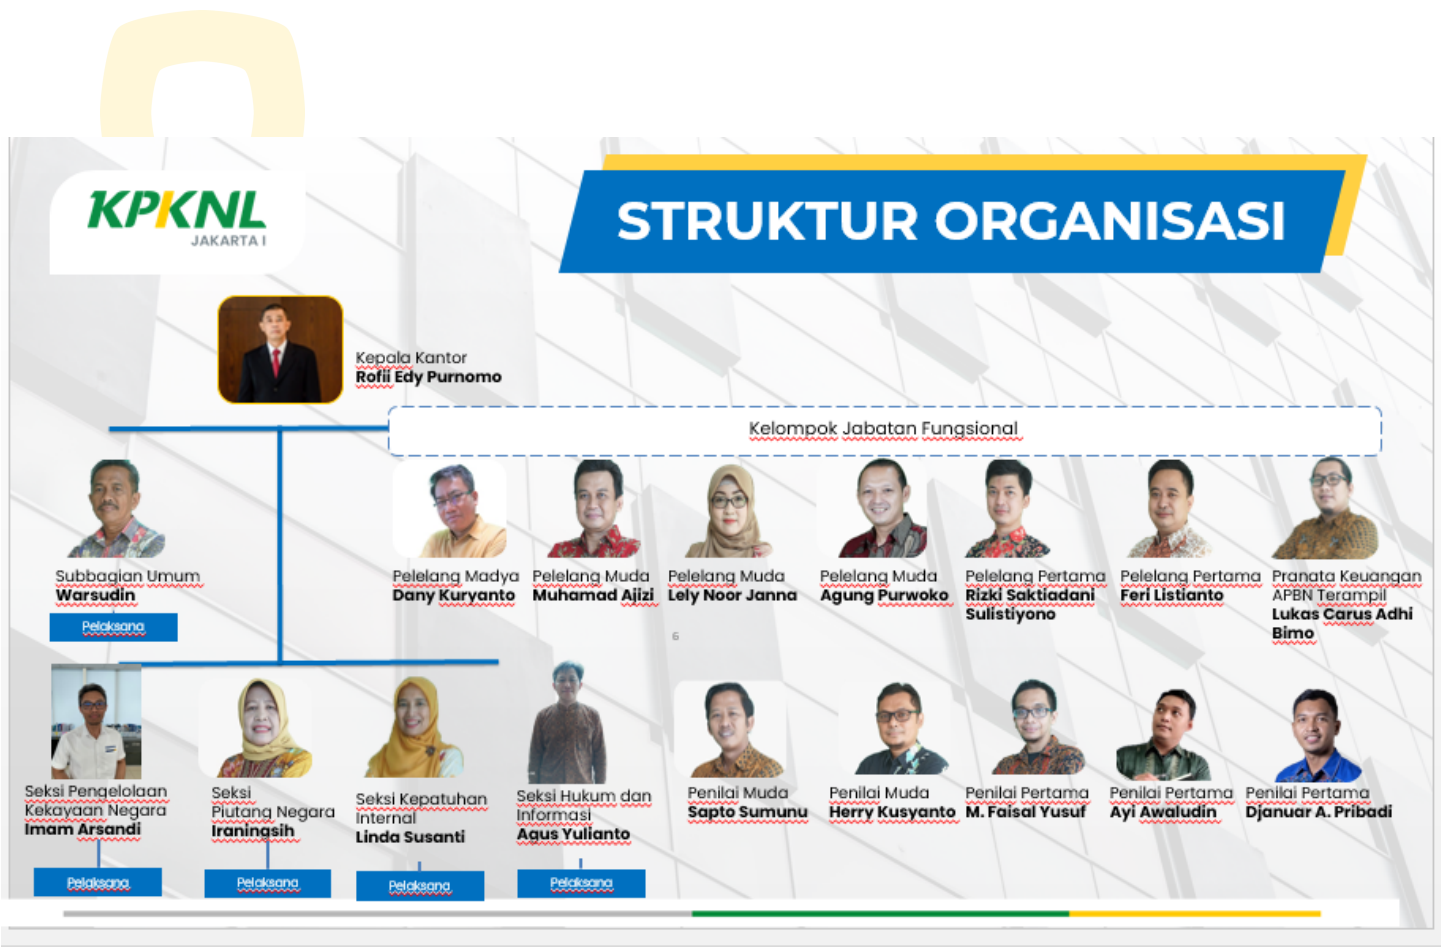 KPKNL
JAKARTA I
STRUKTUR ORGANISASI
Kepala Kantor
Rofii Edy Purnomo
Kelompok Jabatan Fungsional
Subbagian Umum
Warsudin
Pelaksana
Pelelang Madya
Dany Kuryanto
Pelelang Muda
Muhamad Ajizi
Pelelang Muda
Lely Noor Janna
Pelelang Muda
Agung Purwoko
Pelelang Pertama
Rizki Saktiadani
Sulistiyono
Pelelang Pertama
Feri Listianto
Pranata Keuangan
APBN Terampil
Lukas Carus Adhi
Bimo
6
Seksi Pengelolaan
Kekayaan Negara
Imam Arsandi
Pelaksana
Seksi
Piutang Negara
Iraningsih
Pelaksana
Seksi Kepatuhan
Internal
Linda Susanti
Pelaksana
Seksi Hukum dan
Informasi
Agus Yulianto
Pelaksana
Penilai Muda
Sapto Sumunu
Penilai Muda
Herry Kusyanto
Penilai Pertama
M. Faisal Yusuf
Penilai Pertama
Ayi Awaludin
Penilai Pertama
Djanuar A. Pribadi